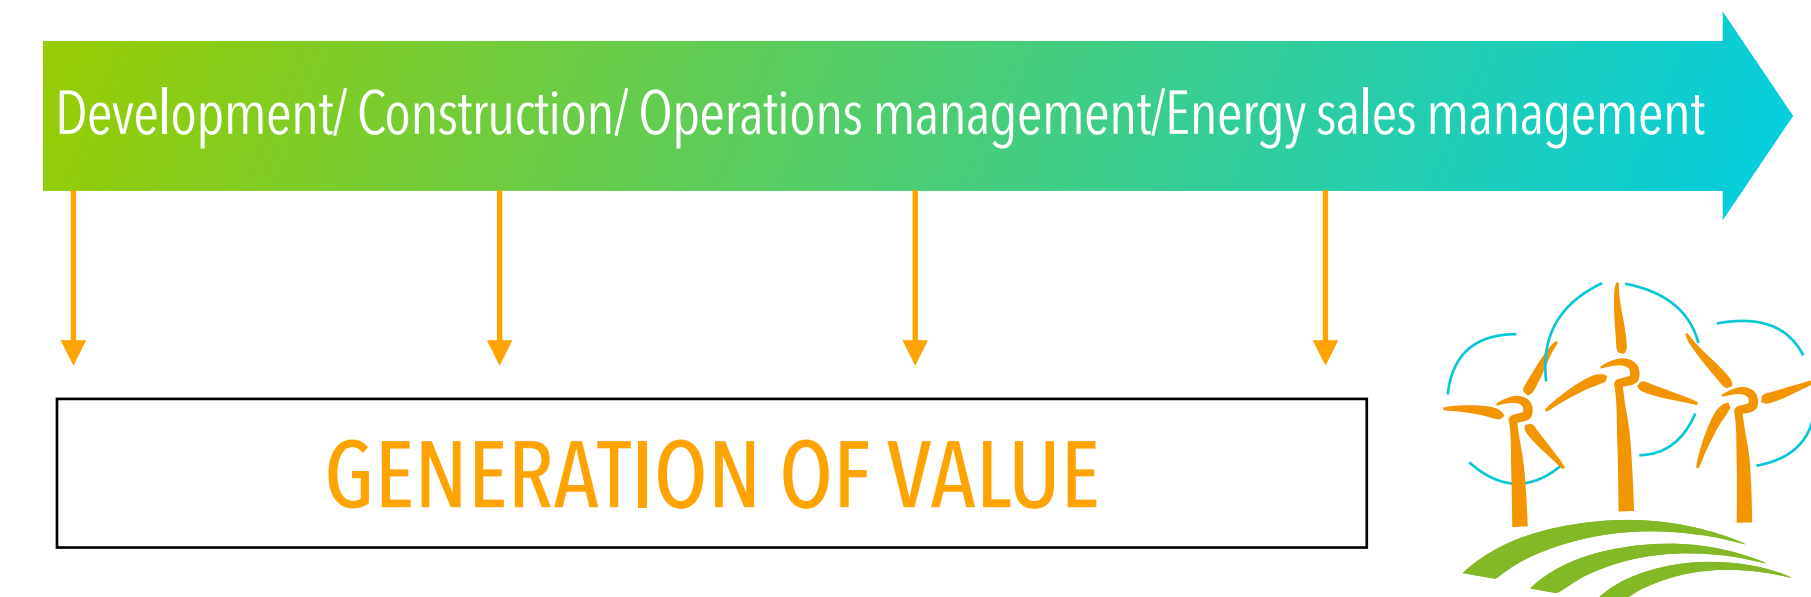 Development/ Construction/ Operations management/Energy sales management
GENERATION OF VALUE